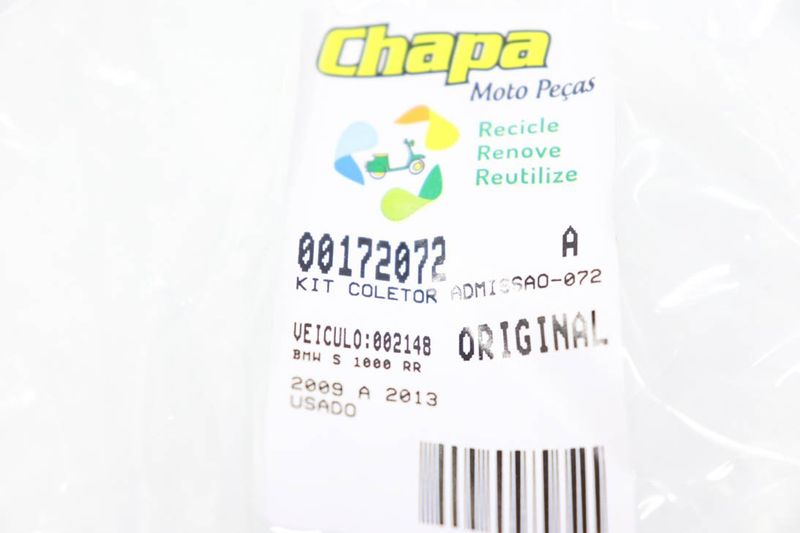 Chapa
Moto Peças
Recicle
Renove
Reutilize
00172072 A
KIT COLETOR ADMISSAO-072
VEICULO:002148 ORIGINAL
BMW S 1000 RR
2009 A 2013
USADO